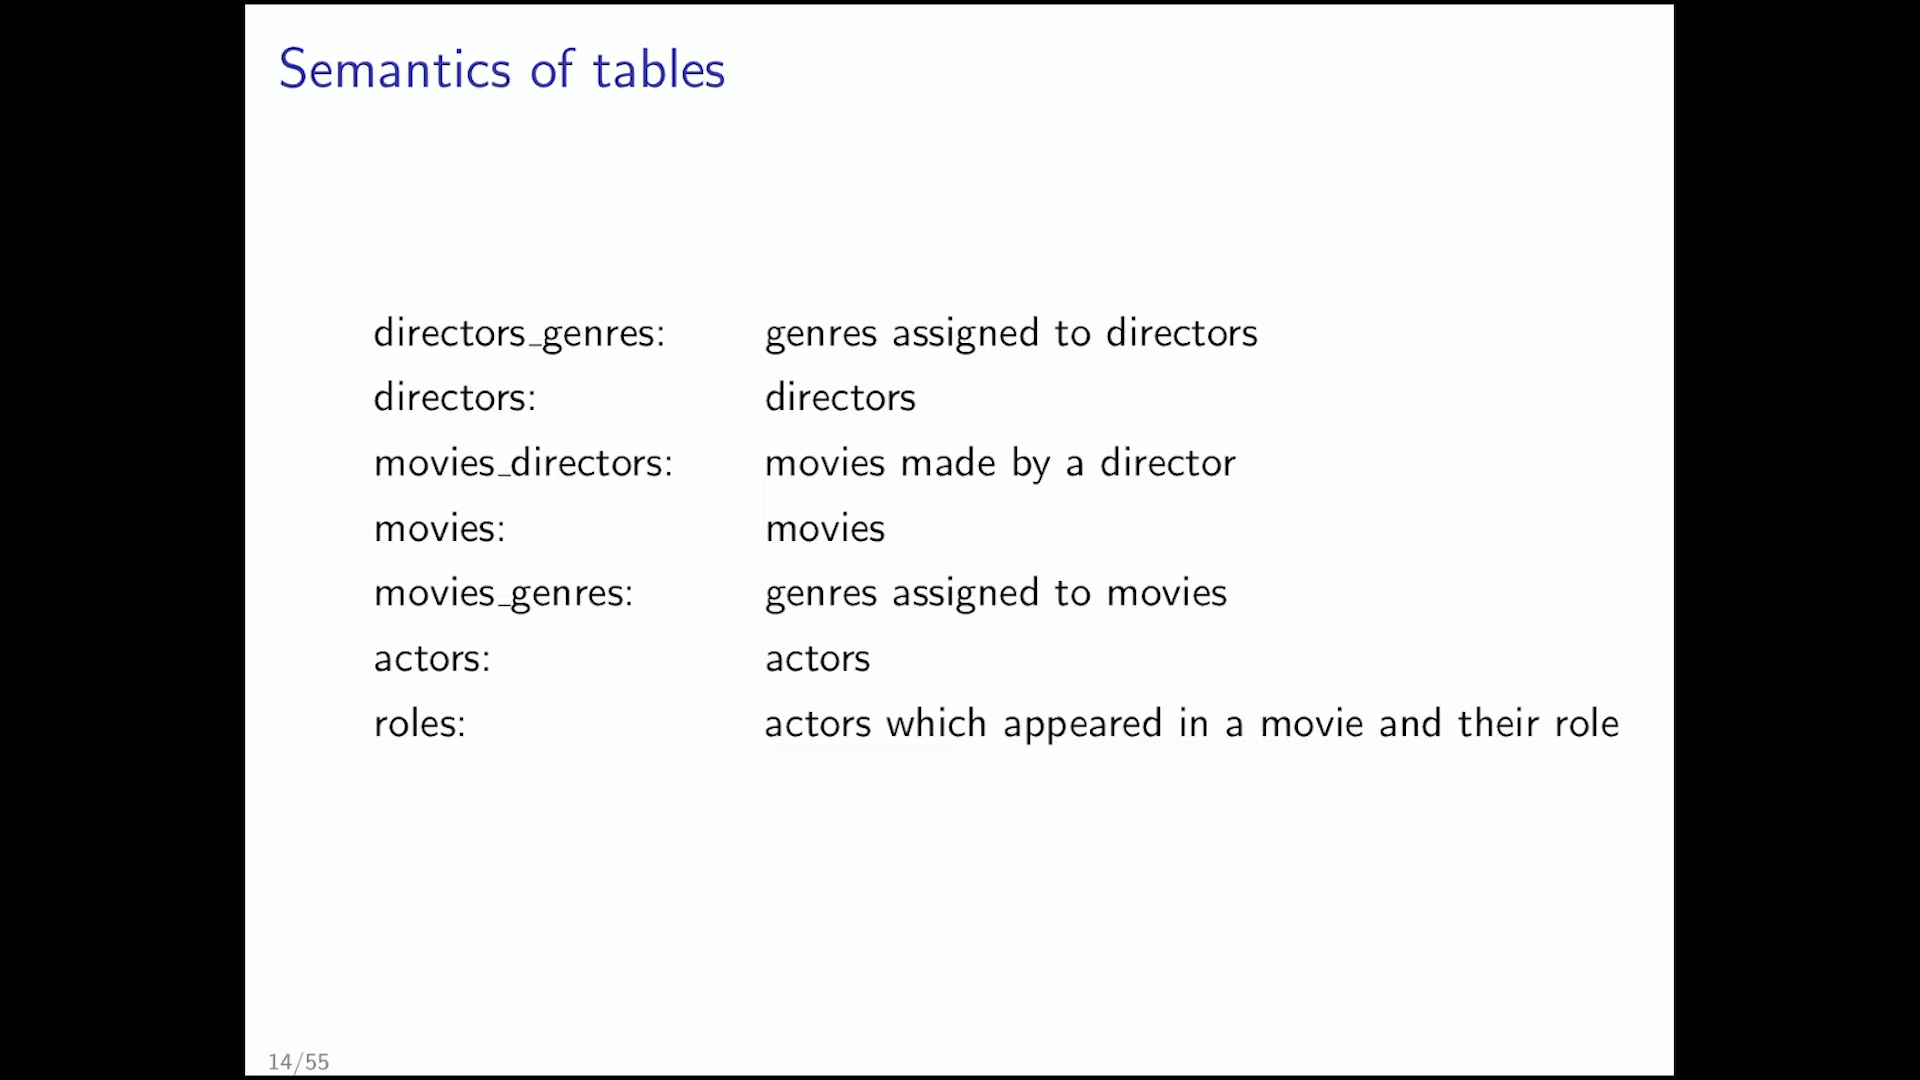 Semantics of tables
directors_genres: genres assigned to directors
directors: directors
movies_directors: movies made by a director
movies: movies
movies_genres: genres assigned to movies
actors: actors
roles: actors which appeared in a movie and their role
14/55